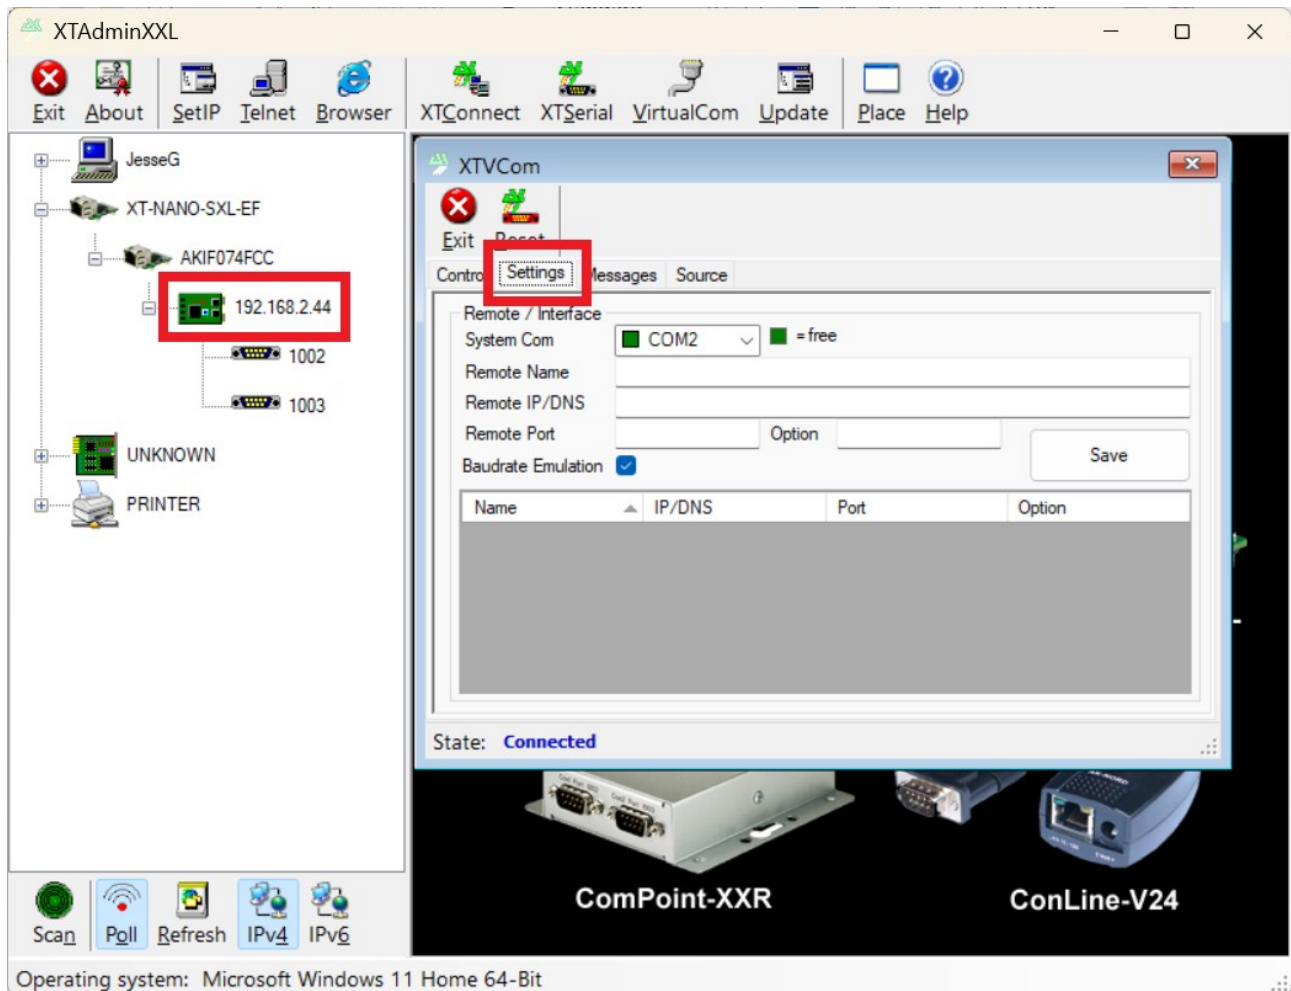 XTAdminXXL
Exit About SetIP Telnet Browser XTConnect XTSerial VirtualCom Update Place Help
JesseG
XT-NANO-SXL-EF
AKIF074FCC
192.168.2.44
1002
1003
UNKNOWN
PRINTER
XTVCom
Exit Reset
Control Settings Messages Source
Remote / Interface
System Com COM2 = free
Remote Name
Remote IP/DNS
Remote Port Option
Baudrate Emulation Save
Name IP/DNS Port Option
State: Connected
ComPoint-XXR ConLine-V24
Scan Poll Refresh IPv4 IPv6
Operating system: Microsoft Windows 11 Home 64-Bit